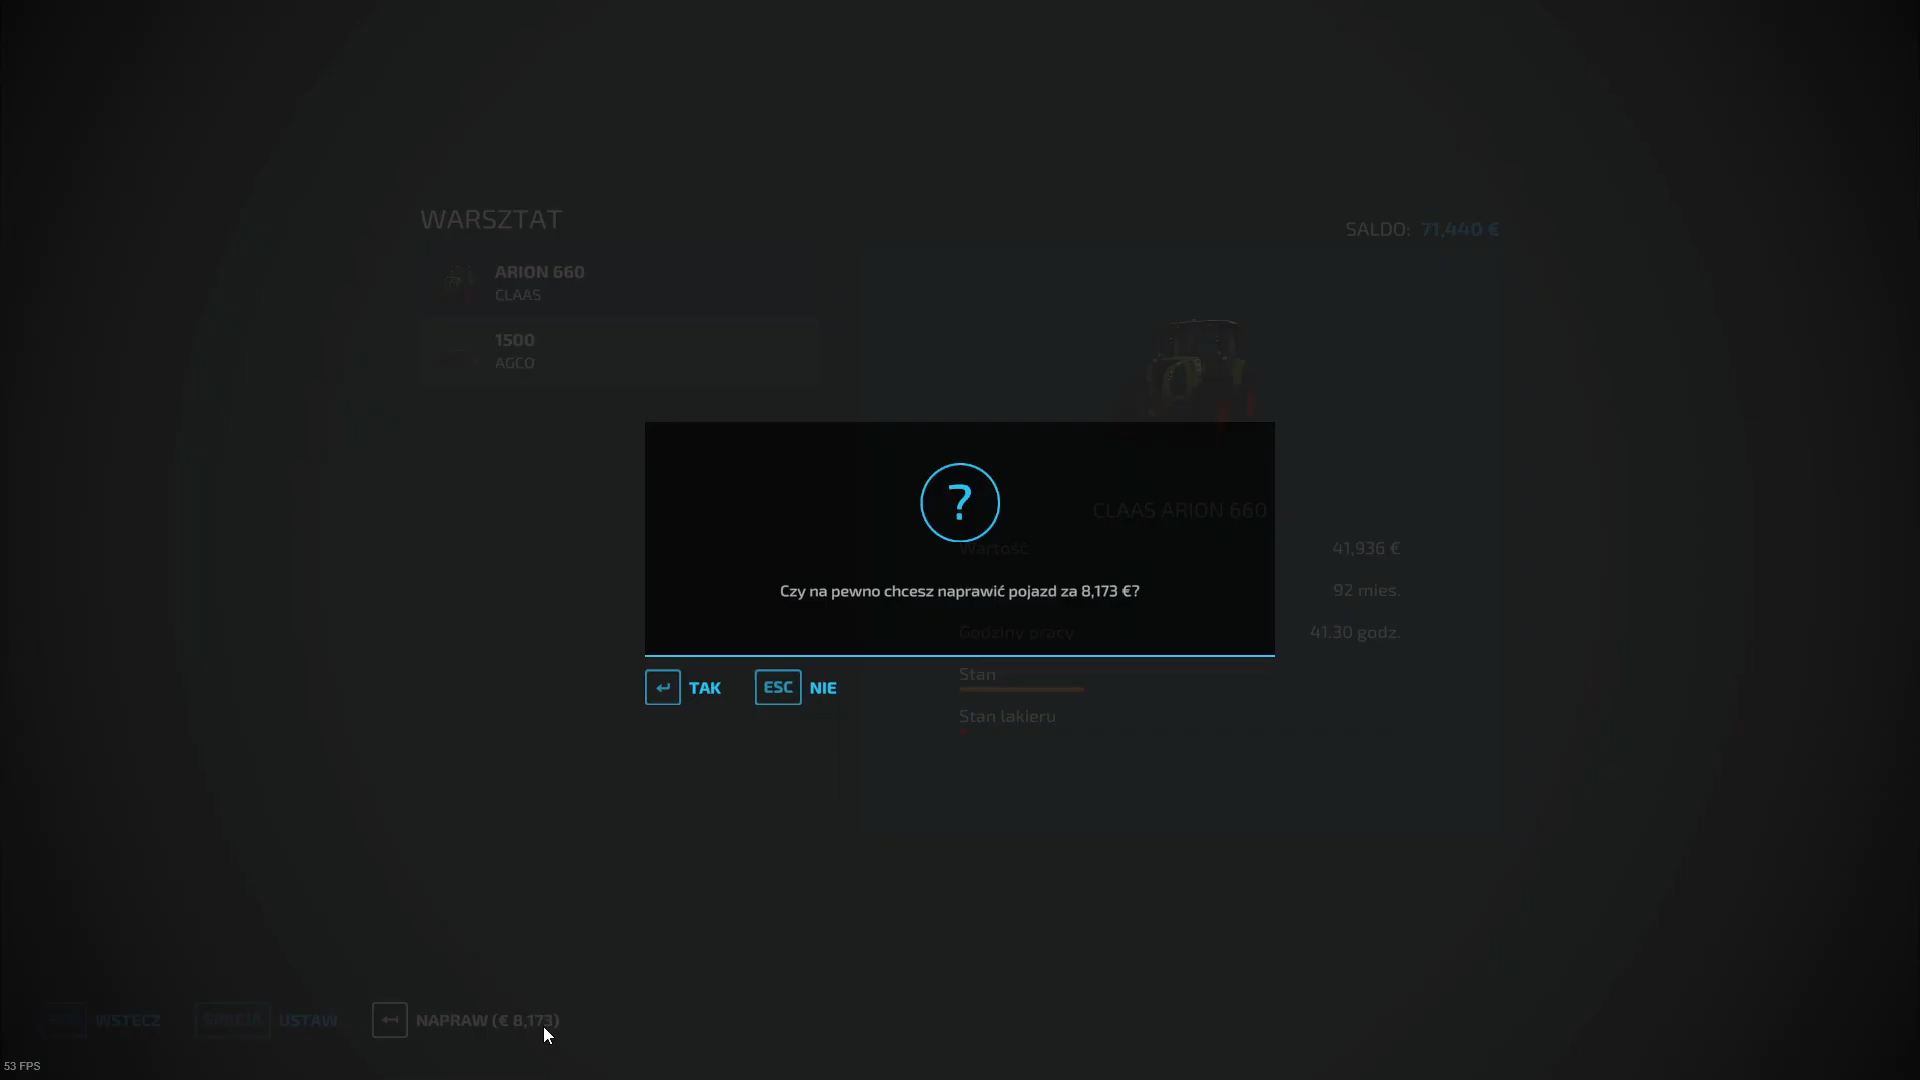 WARSZTAT
SALDO: 71,440 €
ARION 660
CLAAS
1500
AGCO
?
CLAAS ARION 660
Wartość 41,936 €
Czy na pewno chcesz naprawić pojazd za 8,173 €?
92 mies.
Godziny pracy 41.30 godz.
Stan
TAK ESC NIE
Stan lakieru
WSTECZ SPACJA USTAW... NAPRAW (€ 8,173)
53 FPS